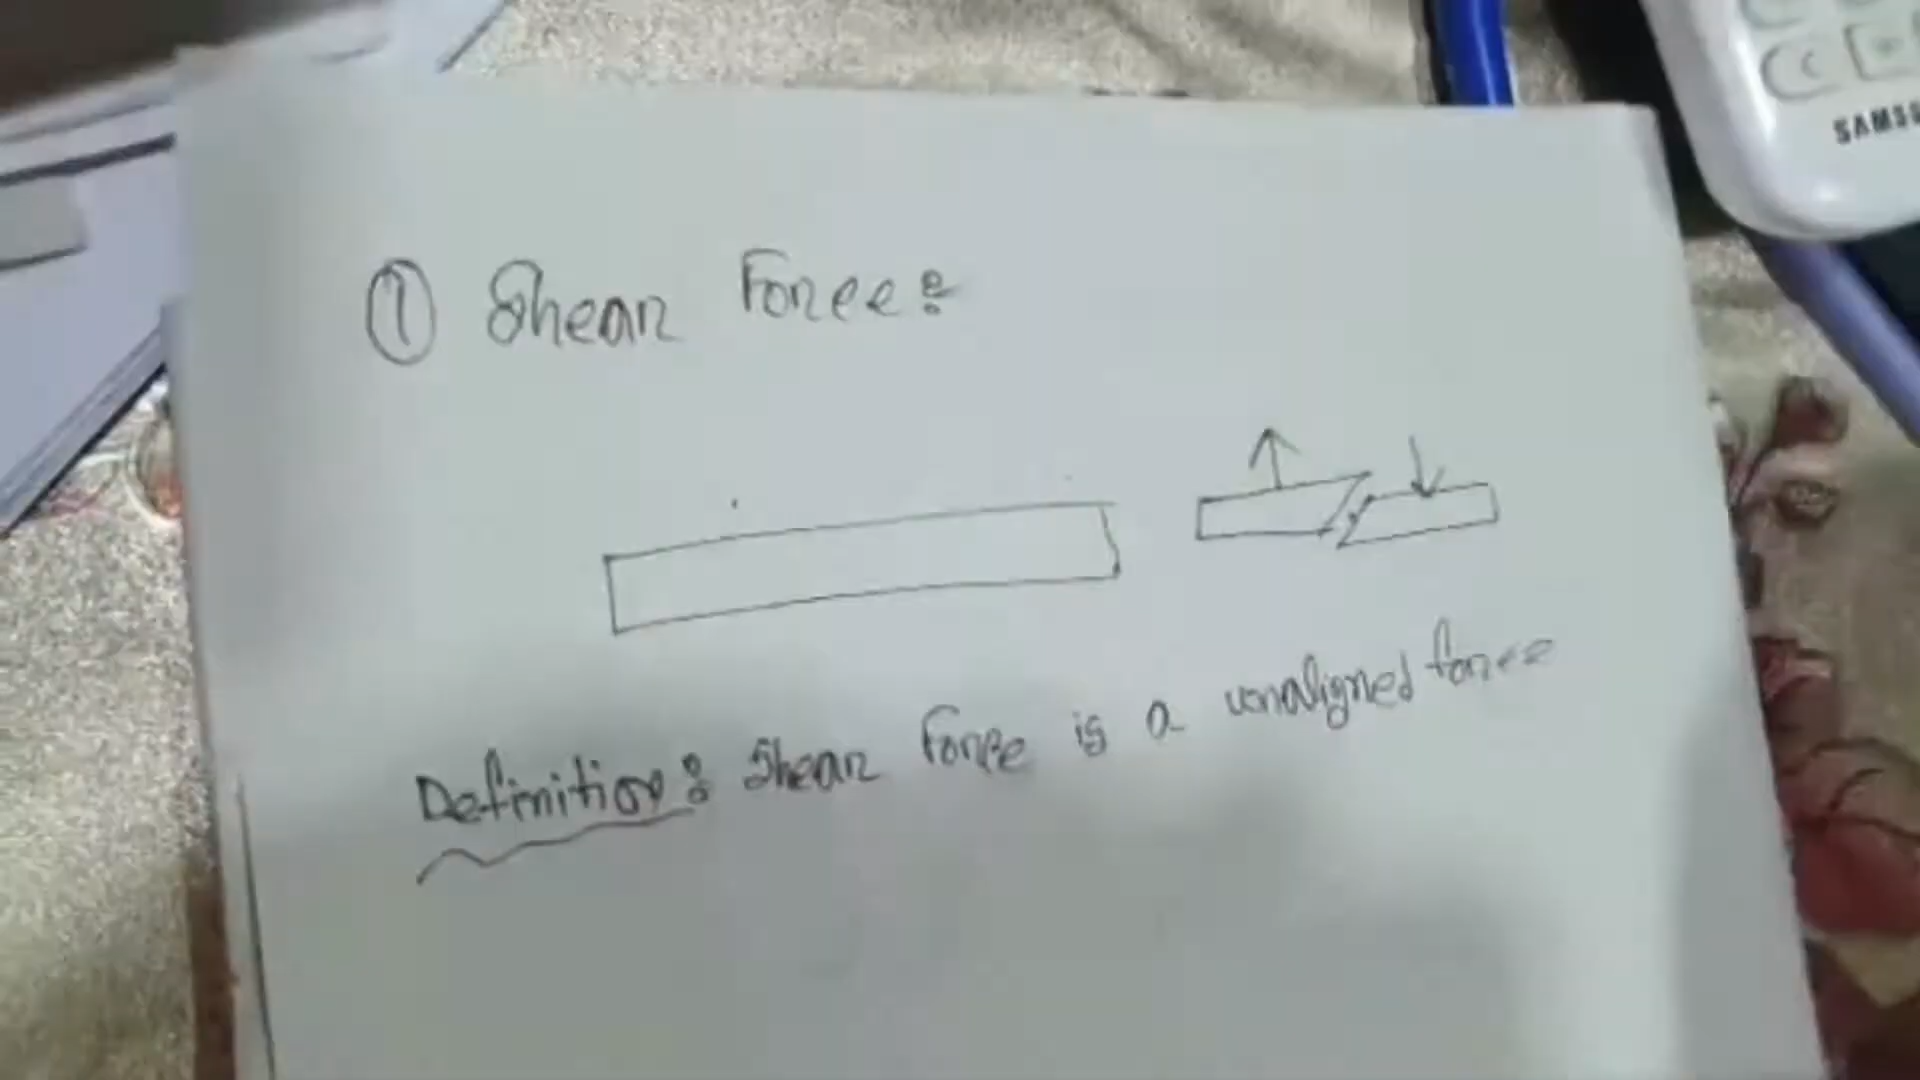 ① Shear Force:
Definition: Shear Force is a unaligned force
SAMSU